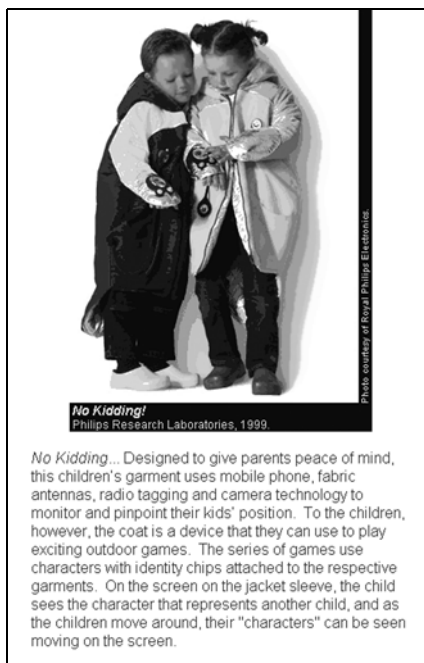 Photo courtesy of Royal Philips Electronics.
No Kidding!
Philips Research Laboratories, 1999.
No Kidding... Designed to give parents peace of mind,
this children's garment uses mobile phone, fabric
antennas, radio tagging and camera technology to
monitor and pinpoint their kids' position. To the children,
however, the coat is a device that they can use to play
exciting outdoor games. The series of games use
characters with identity chips attached to the respective
garments. On the screen on the jacket sleeve, the child
sees the character that represents another child, and as
the children move around, their "characters" can be seen
moving on the screen.